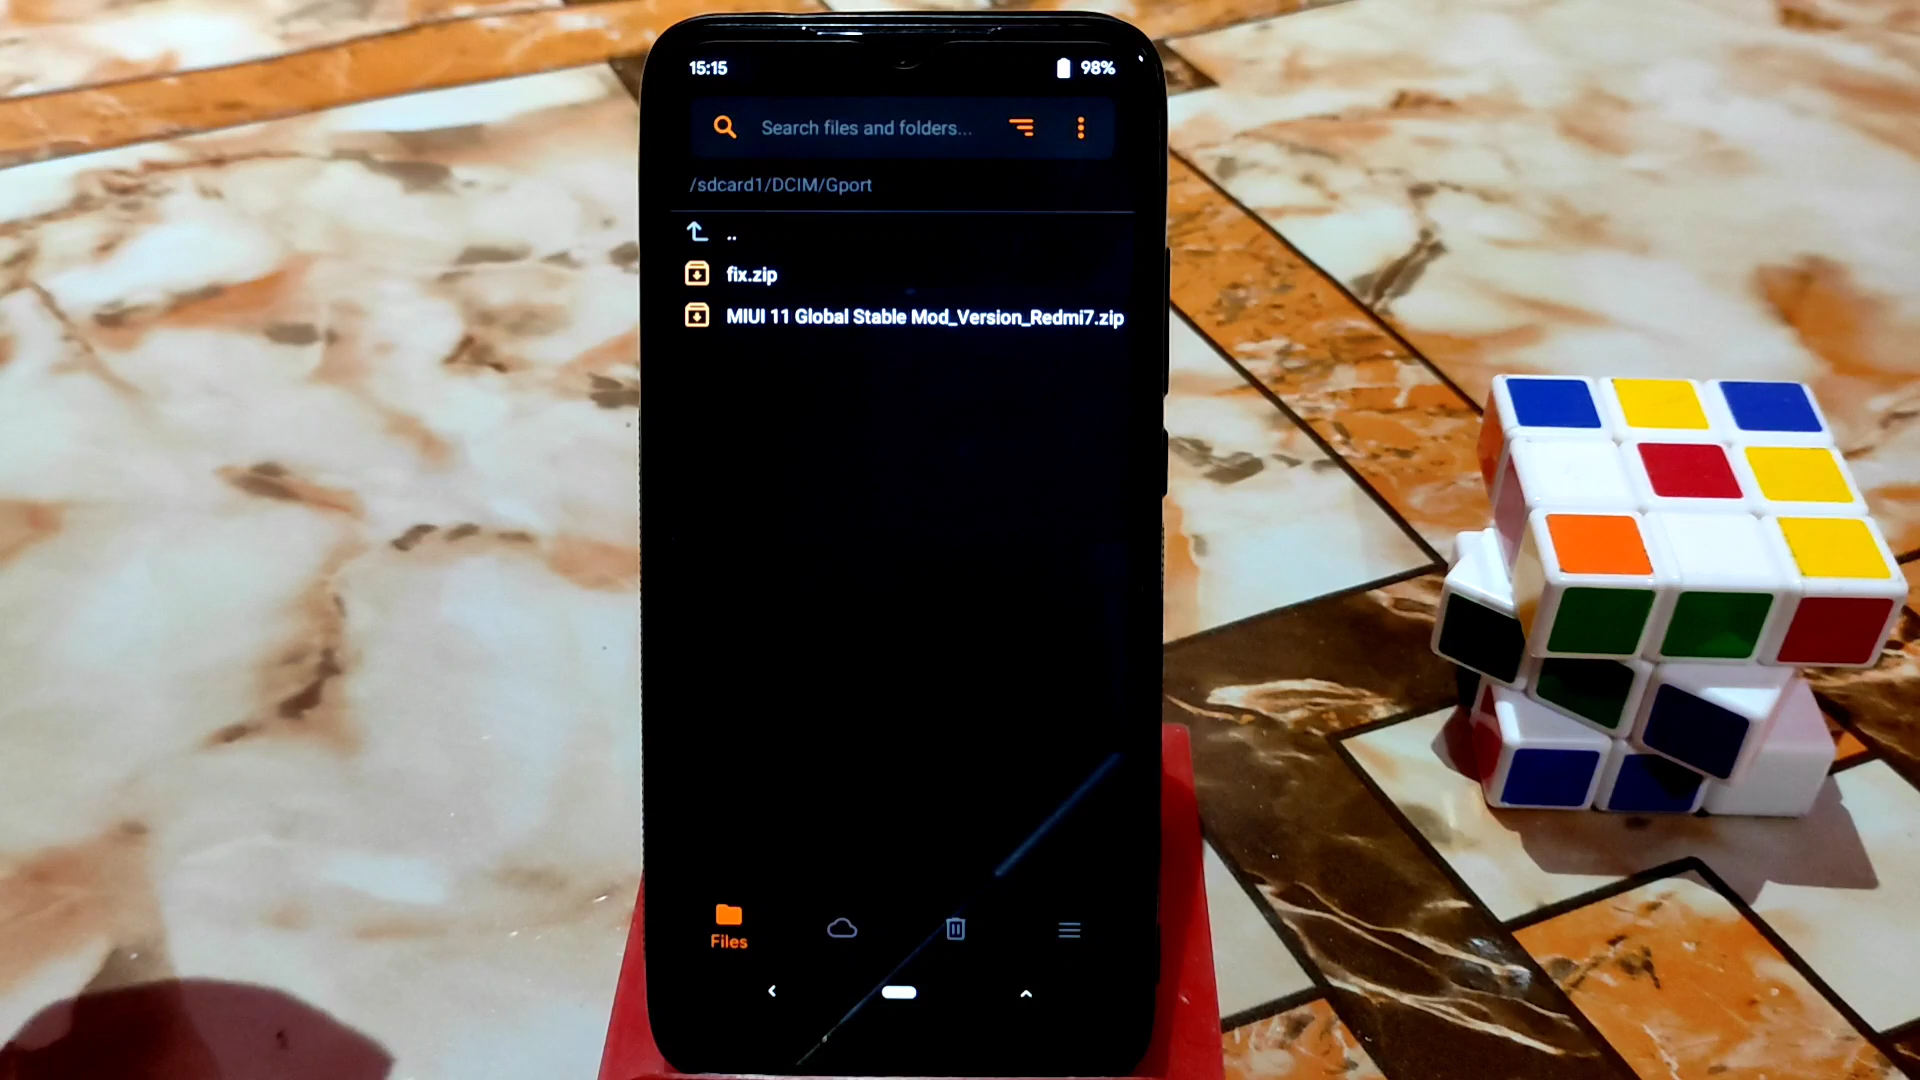 15:15 98%
Search files and folders...
/sdcard1/DCIM/Gport
..
fix.zip
MIUI 11 Global Stable Mod_Version_Redmi7.zip
Files